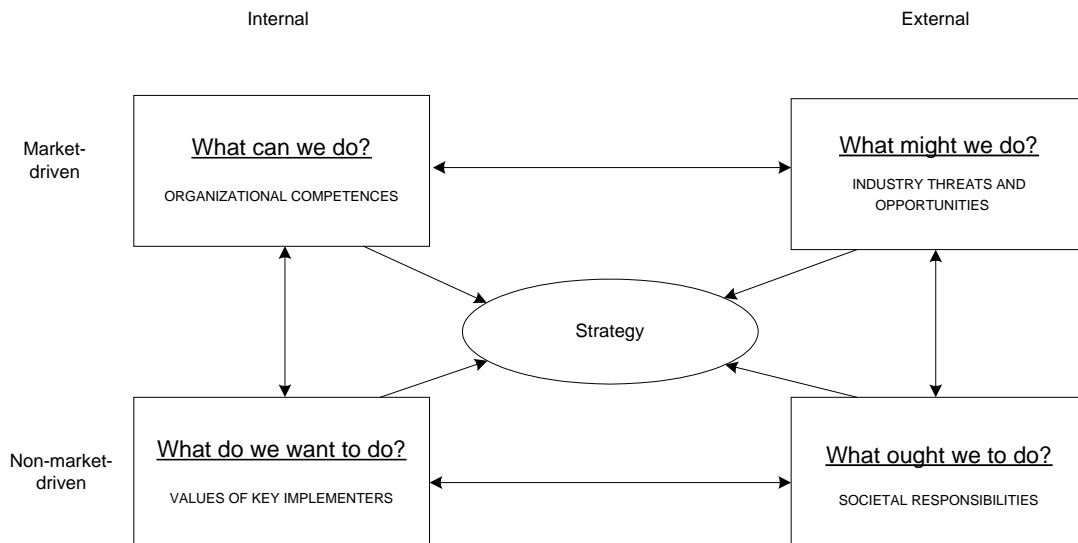 Internal
External
Market-
driven
What can we do?
ORGANIZATIONAL COMPETENCES
What might we do?
INDUSTRY THREATS AND
OPPORTUNITIES
Strategy
Non-market-
driven
What do we want to do?
VALUES OF KEY IMPLEMENTERS
What ought we to do?
SOCIETAL RESPONSIBILITIES